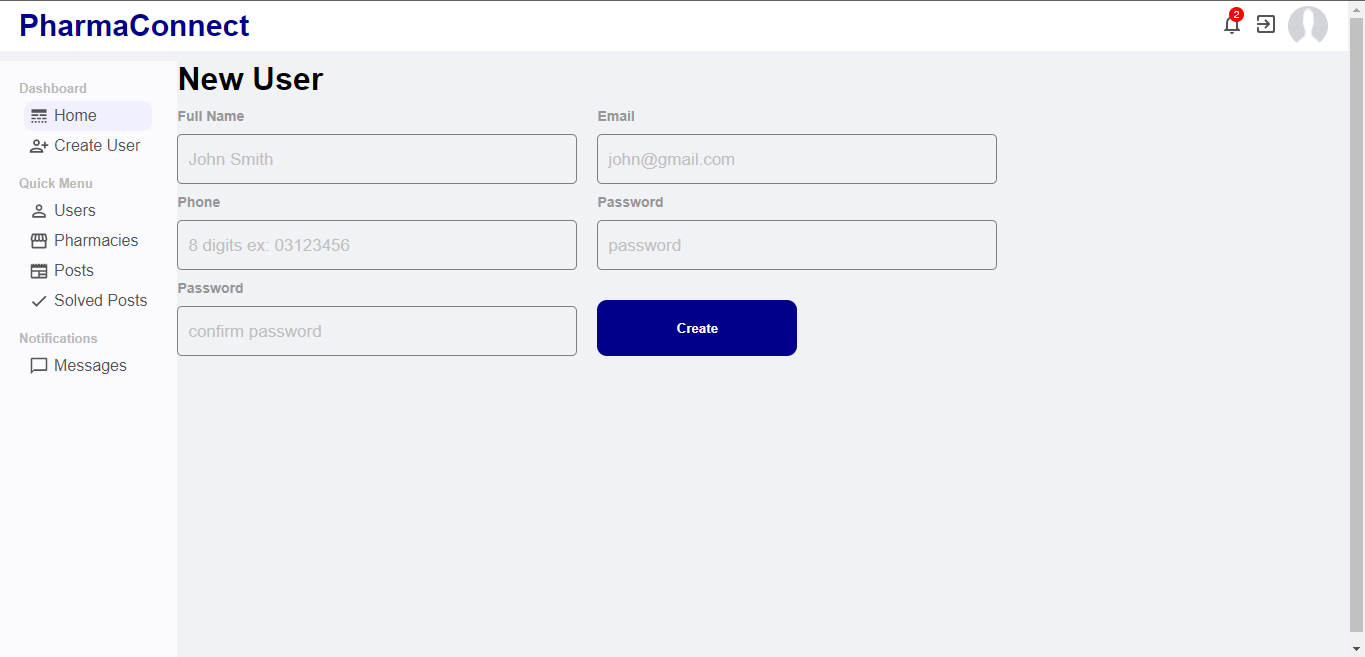 PharmaConnect
2
Dashboard
Home
Create User
Quick Menu
Users
Pharmacies
Posts
Solved Posts
Notifications
Messages
New User
Full Name
John Smith
Email
john@gmail.com
Phone
8 digits ex: 03123456
Password
password
Password
confirm password
Create